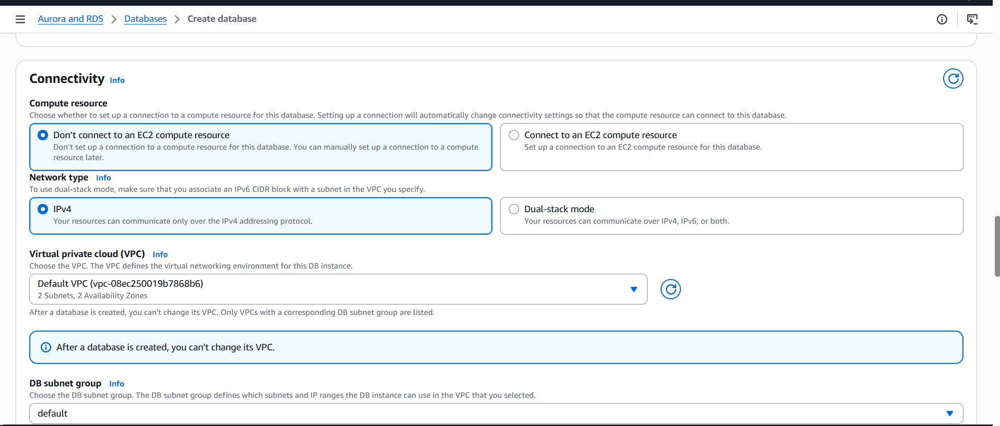 Aurora and RDS > Databases > Create database
Connectivity Info
Compute resource
Choose whether to set up a connection to a compute resource for this database. Setting up a connection will automatically change connectivity settings so that the compute resource can connect to this database.
Don’t connect to an EC2 compute resource
Don’t set up a connection to a compute resource for this database. You can manually set up a connection to a compute
resource later.
Connect to an EC2 compute resource
Set up a connection to an EC2 compute resource for this database.
Network type Info
To use dual-stack mode, make sure that you associate an IPv6 CIDR block with a subnet in the VPC you specify.
IPv4
Your resources can communicate only over the IPv4 addressing protocol.
Dual-stack mode
Your resources can communicate over IPv4, IPv6, or both.
Virtual private cloud (VPC) Info
Choose the VPC. The VPC defines the virtual networking environment for this DB instance.
Default VPC (vpc-08ec250019b7868b6)
2 Subnets, 2 Availability Zones
After a database is created, you can't change its VPC. Only VPCs with a corresponding DB subnet group are listed.
After a database is created, you can't change its VPC.
DB subnet group Info
Choose the DB subnet group. The DB subnet group defines which subnets and IP ranges the DB instance can use in the VPC that you selected.
default